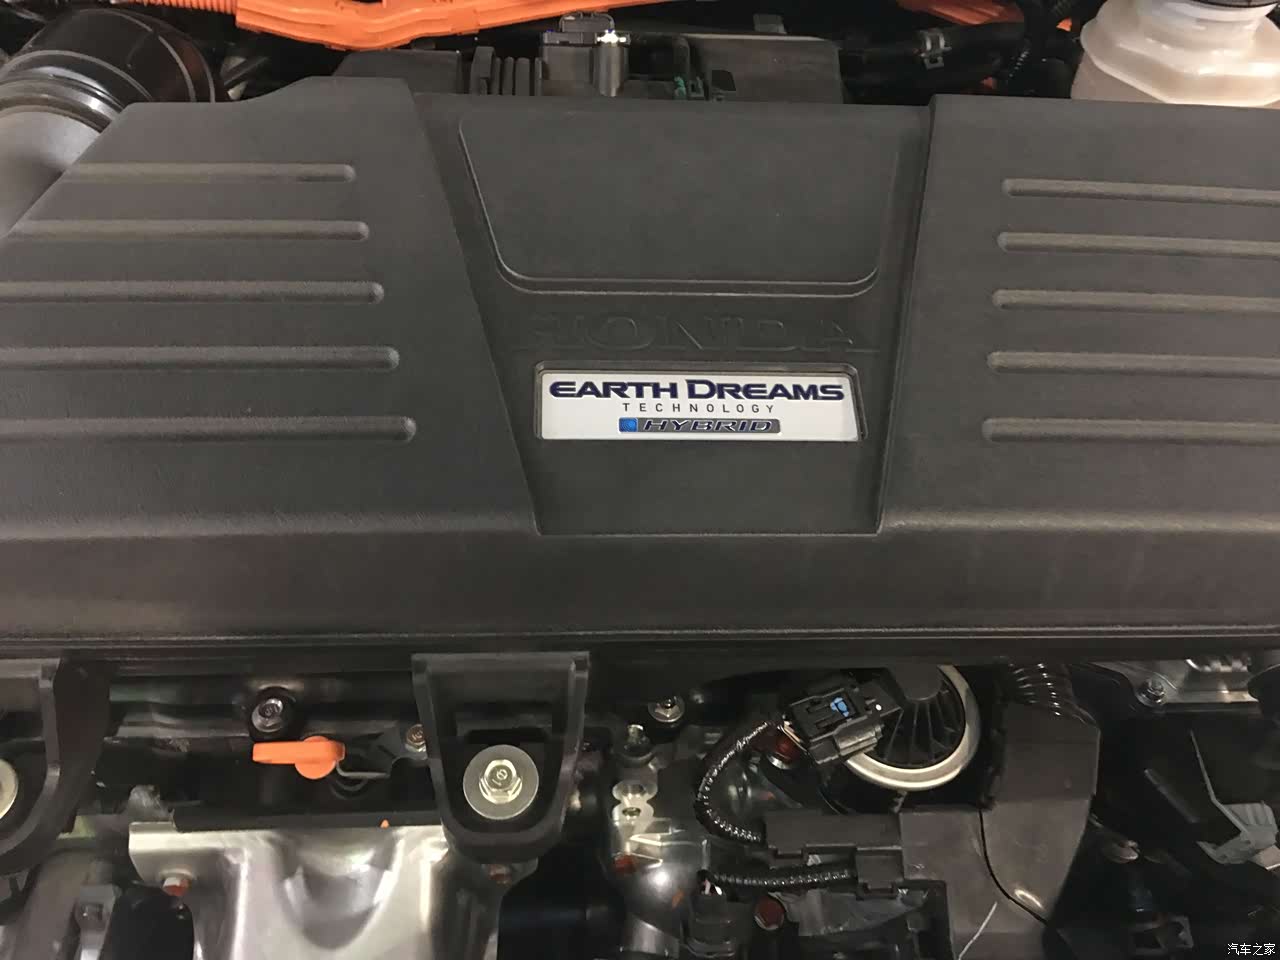 HONDA
EARTH DREAMS
TECHNOLOGY
HYBRID
汽车之家